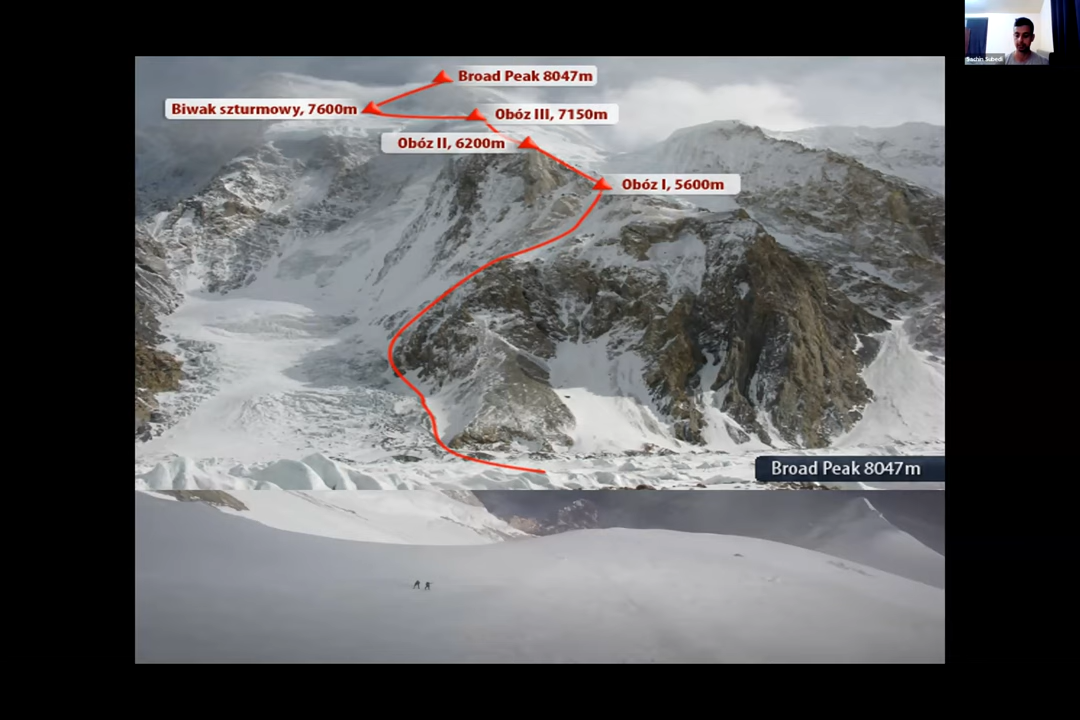 Sachin Subedi
Broad Peak 8047m
Biwak szturmowy, 7600m
Obóz III, 7150m
Obóz II, 6200m
Obóz I, 5600m
Broad Peak 8047m